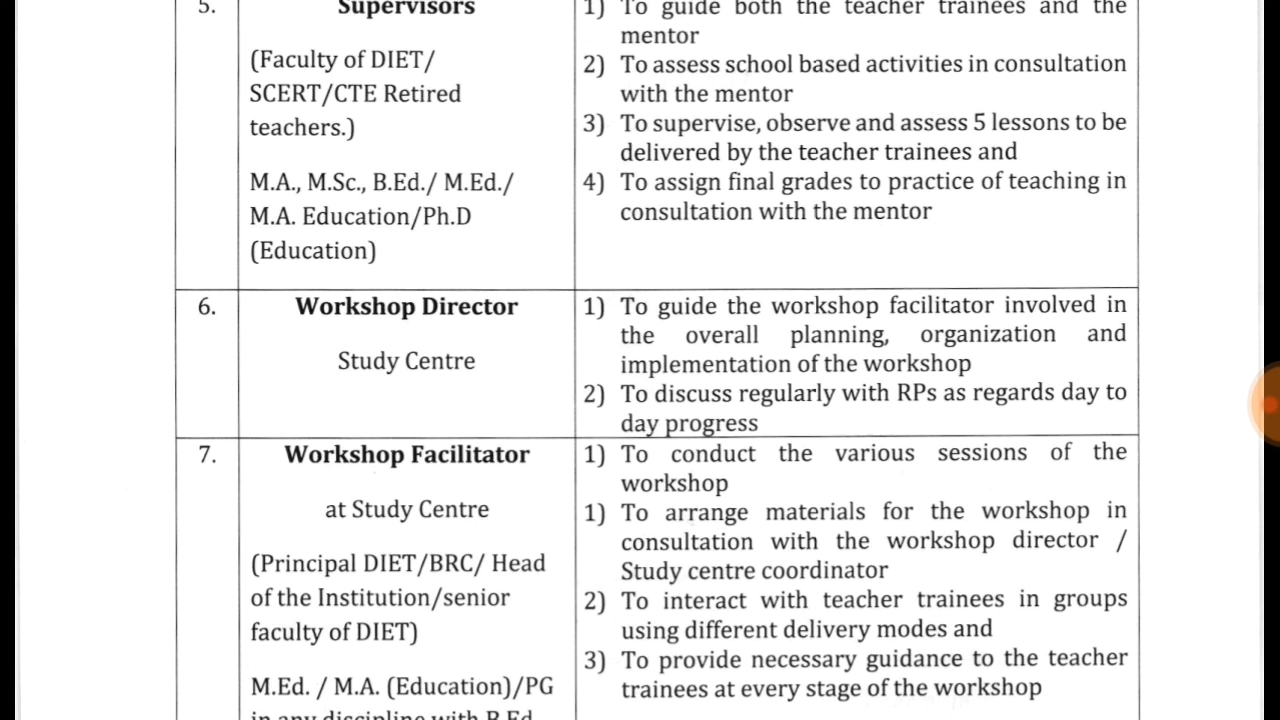 5.
Supervisors
(Faculty of DIET/
SCERT/CTE Retired
teachers.)
M.A., M.Sc., B.Ed./ M.Ed./
M.A. Education/Ph.D
(Education)
1) To guide both the teacher trainees and the
mentor
2) To assess school based activities in consultation
with the mentor
3) To supervise, observe and assess 5 lessons to be
delivered by the teacher trainees and
4) To assign final grades to practice of teaching in
consultation with the mentor
6.
Workshop Director
Study Centre
1) To guide the workshop facilitator involved in
the overall planning, organization and
implementation of the workshop
2) To discuss regularly with RPs as regards day to
day progress
7.
Workshop Facilitator
at Study Centre
(Principal DIET/BRC/ Head
of the Institution/senior
faculty of DIET)
M.Ed. / M.A. (Education)/PG
in any discipline with B.Ed.
1) To conduct the various sessions of the
workshop
1) To arrange materials for the workshop in
consultation with the workshop director /
Study centre coordinator
2) To interact with teacher trainees in groups
using different delivery modes and
3) To provide necessary guidance to the teacher
trainees at every stage of the workshop